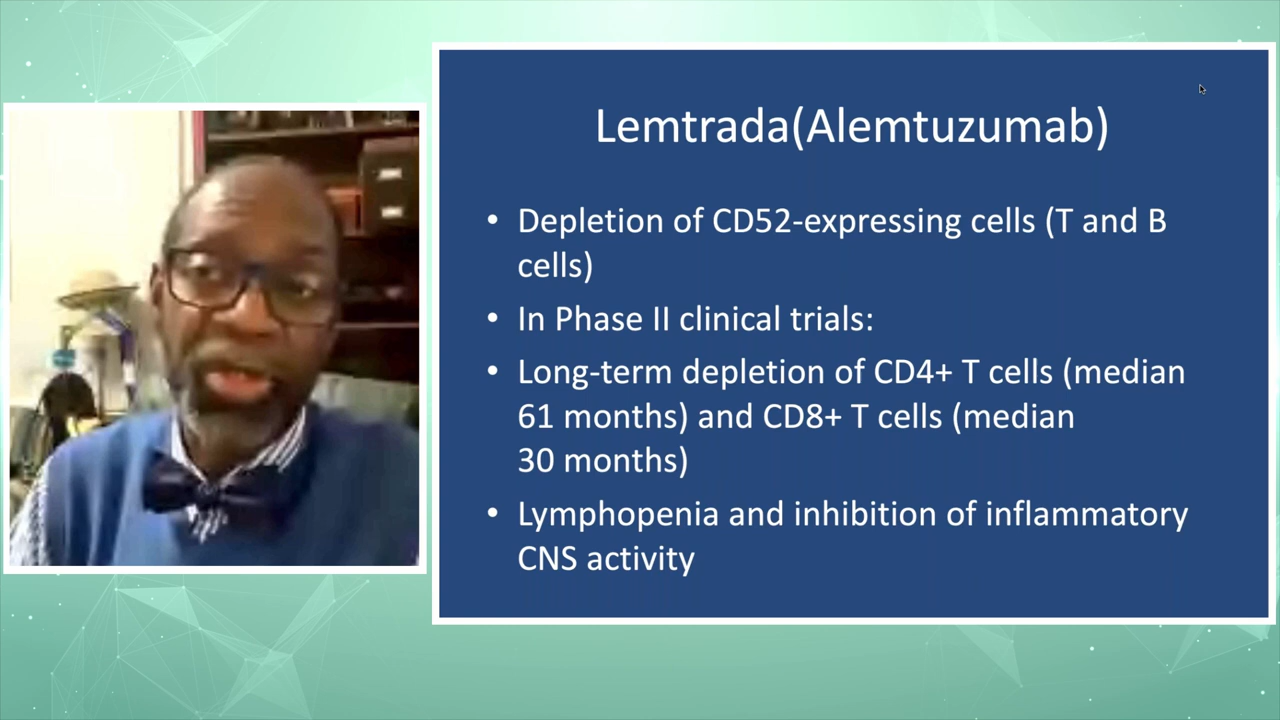 Lemtrada(Alemtuzumab)
• Depletion of CD52-expressing cells (T and B
cells)
• In Phase II clinical trials:
• Long-term depletion of CD4+ T cells (median
61 months) and CD8+ T cells (median
30 months)
• Lymphopenia and inhibition of inflammatory
CNS activity